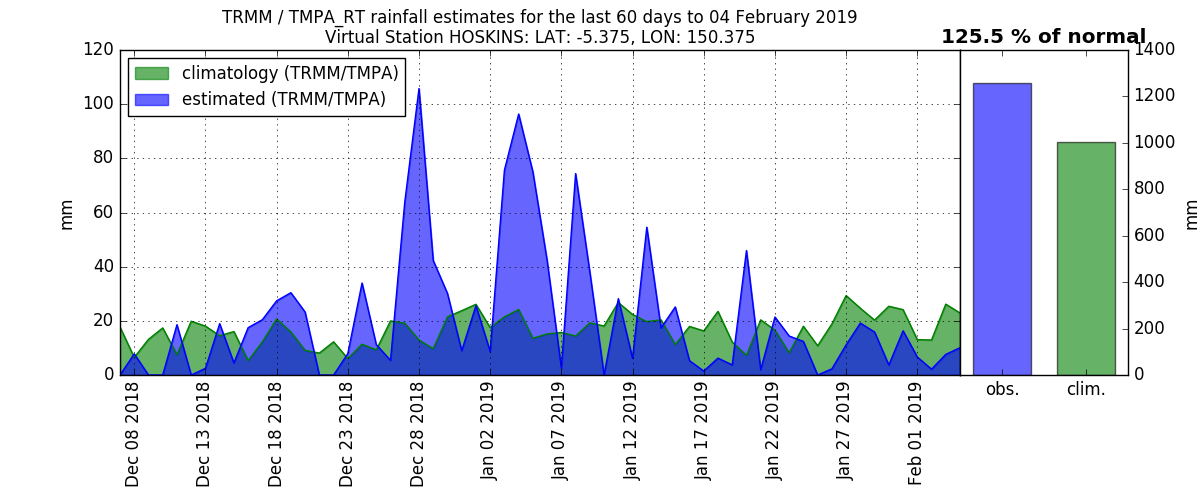 TRMM / TMPA_RT rainfall estimates for the last 60 days to 04 February 2019
Virtual Station HOSKINS: LAT: -5.375, LON: 150.375
125.5 % of normal
climatology (TRMM/TMPA)
estimated (TRMM/TMPA)
mm
120
100
80
60
40
20
0
Dec 08 2018
Dec 13 2018
Dec 18 2018
Dec 23 2018
Dec 28 2018
Jan 02 2019
Jan 07 2019
Jan 12 2019
Jan 17 2019
Jan 22 2019
Jan 27 2019
Feb 01 2019
1400
1200
1000
800
600
400
200
0
mm
obs.
clim.